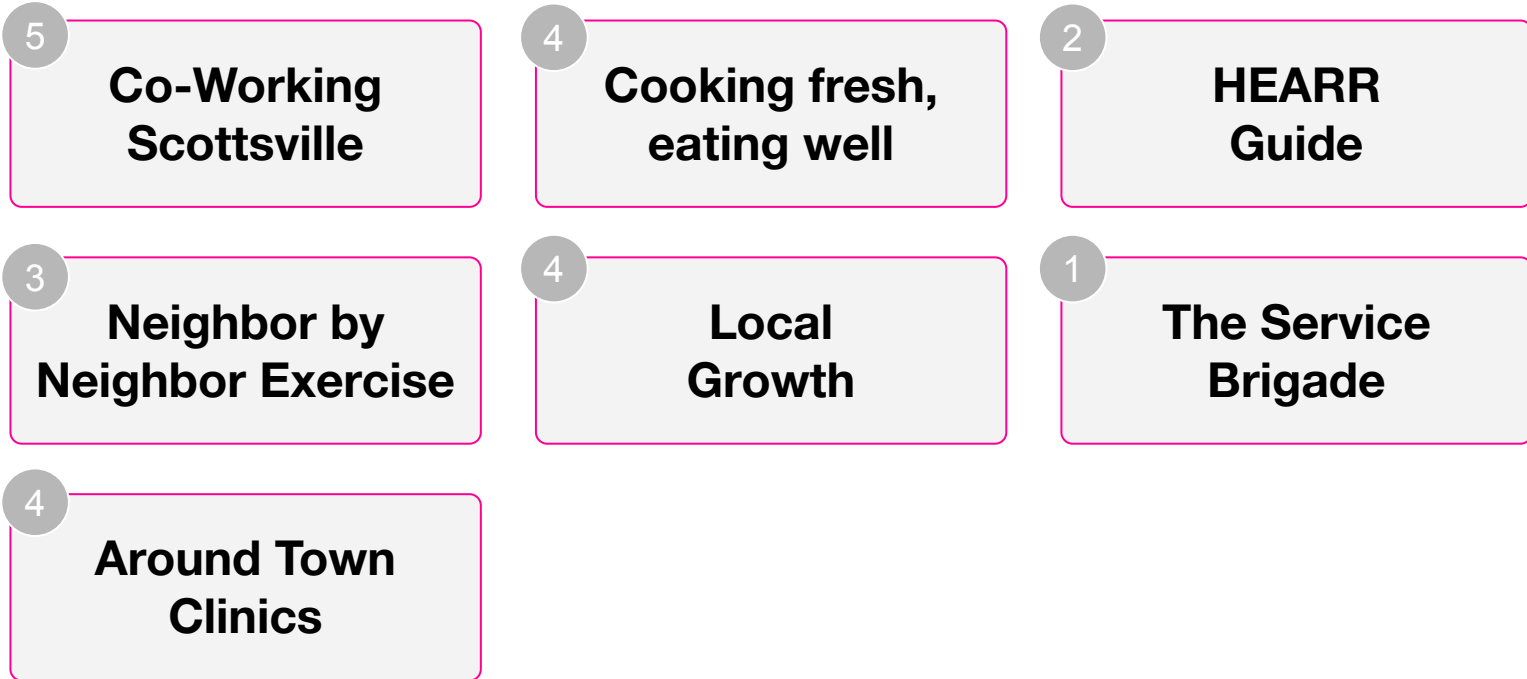 5
Co-Working
Scottsville
4
Cooking fresh,
eating well
2
HEARR
Guide
3
Neighbor by
Neighbor Exercise
4
Local
Growth
1
The Service
Brigade
4
Around Town
Clinics